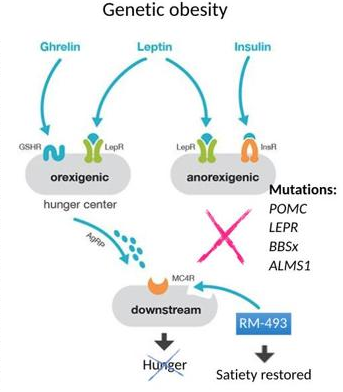 Genetic obesity
Ghrelin Leptin Insulin
GSHR LepR LepR InsR
orexigenic anorexigenic
hunger center
Mutations:
POMC
LEPR
BBSx
ALMS1
AgRP
MC4R
downstream
RM-493
Hunger
Satiety restored